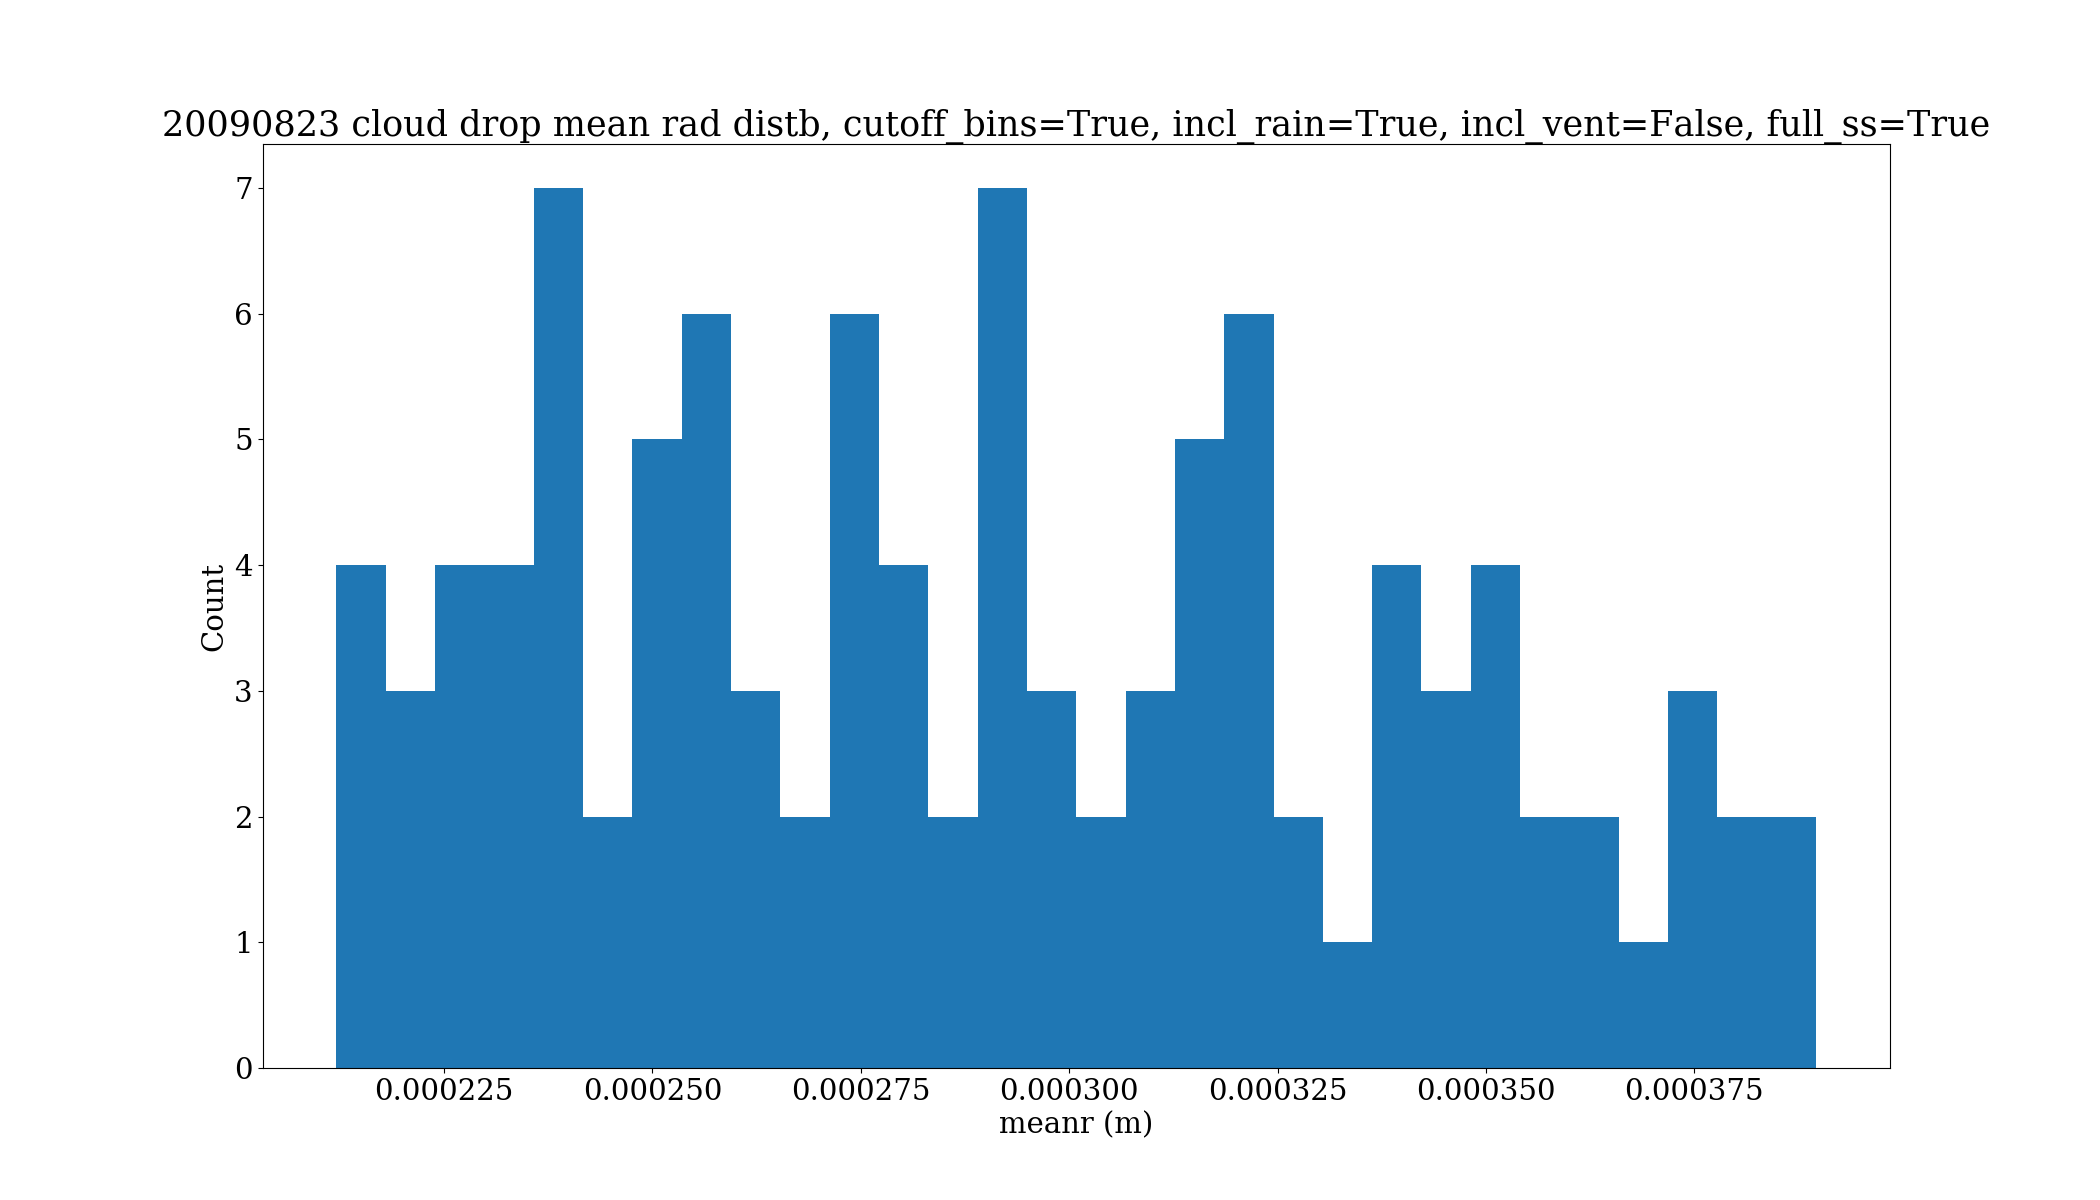 20090823 cloud drop mean rad distb, cutoff_bins=True, incl_rain=True, incl_vent=False, full_ss=True
7
6
5
4
3
2
1
0
Count
0.000225 0.000250 0.000275 0.000300 0.000325 0.000350 0.000375
meanr (m)